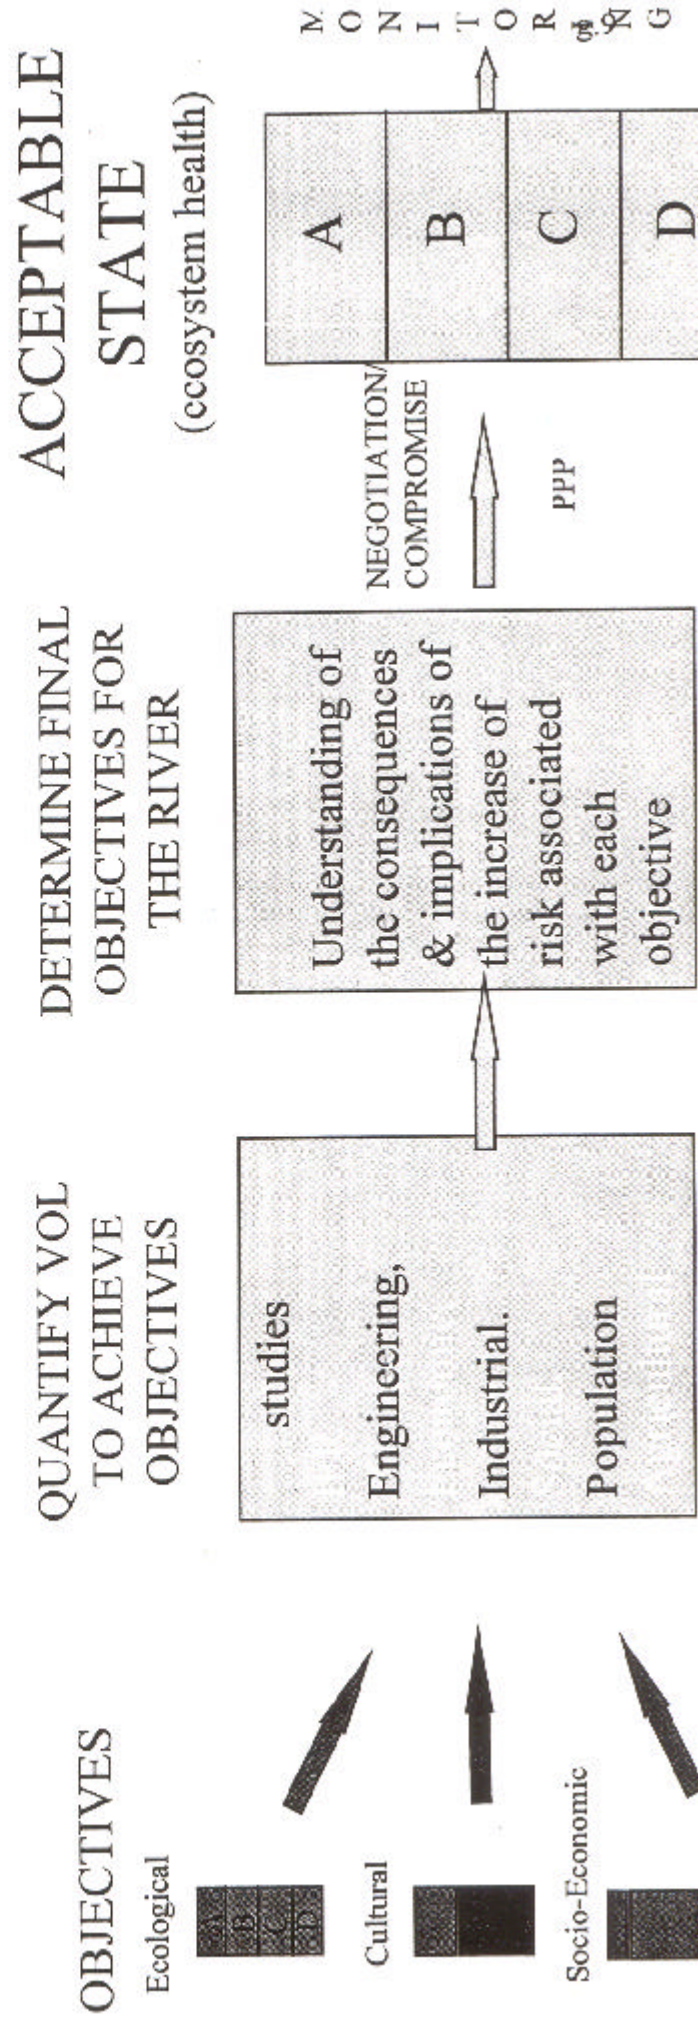 OBJECTIVES
Ecological
A
B
C
D
Cultural
Socio-Economic
QUANTIFY VOL
TO ACHIEVE
OBJECTIVES
studies
Engineering,
Industrial.
Population
DETERMINE FINAL
OBJECTIVES FOR
THE RIVER
Understanding of
the consequences
& implications of
the increase of
risk associated
with each
objective
NEGOTIATION/
COMPROMISE
PPP
ACCEPTABLE
STATE
(ecosystem health)
A
B
C
D
MONITORING